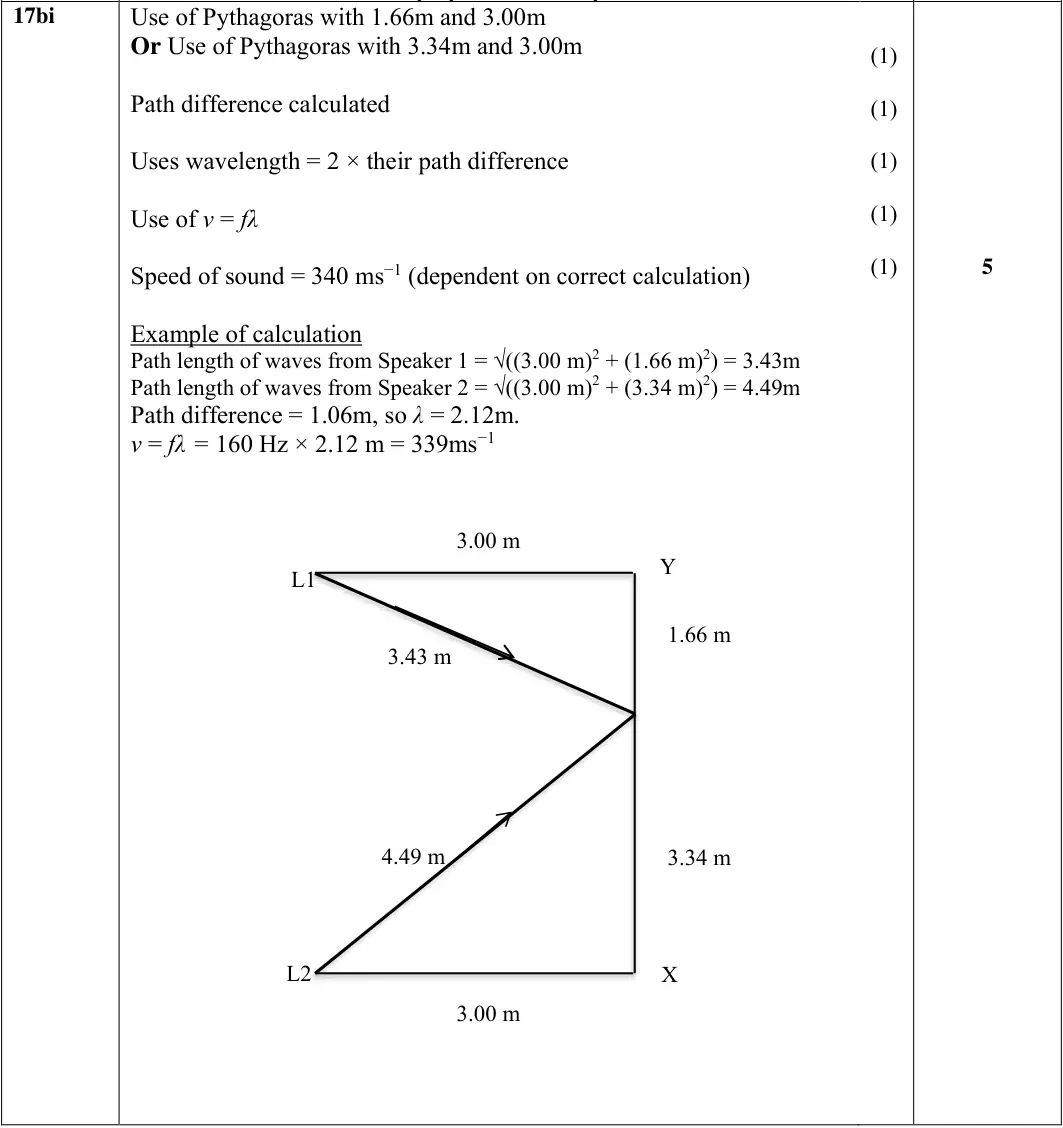 17bi
Use of Pythagoras with 1.66m and 3.00m
Or Use of Pythagoras with 3.34m and 3.00m
(1)
Path difference calculated (1)
Uses wavelength = 2 × their path difference (1)
Use of v = fλ (1)
Speed of sound = 340 ms⁻¹ (dependent on correct calculation) (1) 5
Example of calculation
Path length of waves from Speaker 1 = √((3.00 m)² + (1.66 m)²) = 3.43m
Path length of waves from Speaker 2 = √((3.00 m)² + (3.34 m)²) = 4.49m
Path difference = 1.06m, so λ = 2.12m.
v = fλ = 160 Hz × 2.12 m = 339ms⁻¹
3.00 m
L1
Y
1.66 m
3.43 m
4.49 m
3.34 m
L2
X
3.00 m